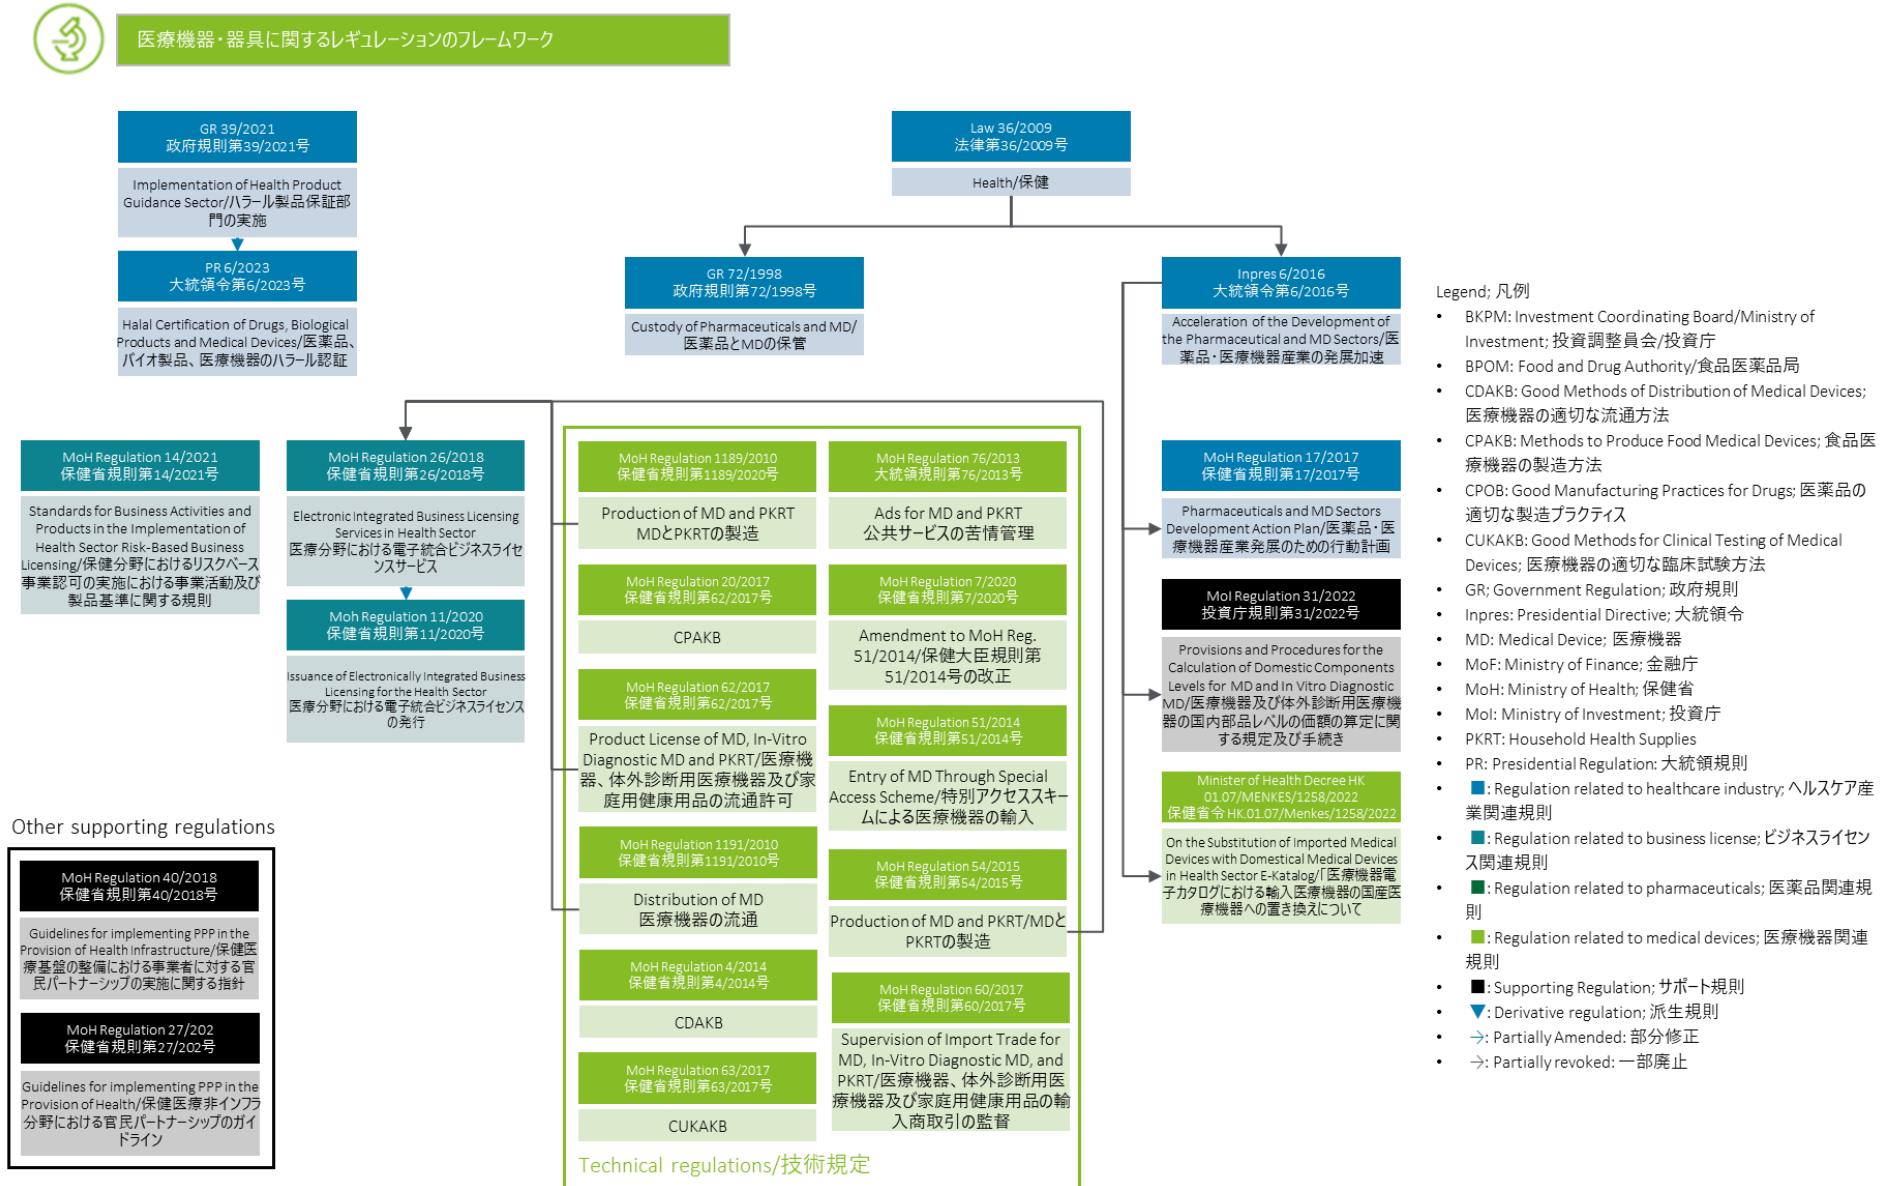 医療機器・器具に関するレギュレーションのフレームワーク
GR 39/2021
政府規則第39/2021号
Implementation of Health Product
Guidance Sector/ハラール製品保証部
門の実施
PR 6/2023
大統領令第6/2023号
Halal Certification of Drugs, Biological
Products and Medical Devices/医薬品、
バイオ製品、医療機器のハラール認証
Law 36/2009
法律第36/2009号
Health/保健
GR 72/1998
政府規則第72/1998号
Custody of Pharmaceuticals and MD/
医薬品とMDの保管
Inpres 6/2016
大統領令第6/2016号
Acceleration of the Development of
the Pharmaceutical and MD Sectors/医
薬品・医療機器産業の発展加速
MoH Regulation 14/2021
保健省規則第14/2021号
Standards for Business Activities and
Products in the Implementation of
Health Sector Risk-Based Business
Licensing/保健分野におけるリスクベース
事業認可の実施における事業活動及び
製品基準に関する規則
MoH Regulation 26/2018
保健省規則第26/2018号
Electronic Integrated Business Licensing
Services in Health Sector
医療分野における電子統合ビジネスライセ
ンスサービス
Moh Regulation 11/2020
保健省規則第11/2020号
Issuance of Electronically Integrated Business
Licensing for the Health Sector
医療分野における電子統合ビジネスライセンス
の発行
MoH Regulation 1189/2010
保健省規則第1189/2020号
Production of MD and PKRT
MDとPKRTの製造
MoH Regulation 20/2017
保健省規則第62/2017号
CPAKB
MoH Regulation 62/2017
保健省規則第62/2017号
Product License of MD, In-Vitro
Diagnostic MD and PKRT/医療機
器、体外診断用医療機器及び家
庭用健康用品の流通許可
MoH Regulation 1191/2010
保健省規則第1191/2010号
Distribution of MD
医療機器の流通
MoH Regulation 4/2014
保健省規則第4/2014号
CDAKB
MoH Regulation 63/2017
保健省規則第63/2017号
CUKAKB
MoH Regulation 76/2013
大統領規則第76/2013号
Ads for MD and PKRT
公共サービスの苦情管理
MoH Regulation 7/2020
保健省規則第7/2020号
Amendment to MoH Reg.
51/2014/保健大臣規則第
51/2014号の改正
MoH Regulation 51/2014
保健省規則第51/2014号
Entry of MD Through Special
Access Scheme/特別アクセススキー
ムによる医療機器の輸入
MoH Regulation 54/2015
保健省規則第54/2015号
Production of MD and PKRT/MDと
PKRTの製造
MoH Regulation 60/2017
保健省規則第60/2017号
Supervision of Import Trade for
MD, In-Vitro Diagnostic MD, and
PKRT/医療機器、体外診断用医
療機器及び家庭用健康用品の輸
入商取引の監督
Technical regulations/技術規定
MoH Regulation 17/2017
保健省規則第17/2017号
Pharmaceuticals and MD Sectors
Development Action Plan/医薬品・医
療機器産業発展のための行動計画
MoI Regulation 31/2022
投資庁規則第31/2022号
Provisions and Procedures for the
Calculation of Domestic Components
Levels for MD and In Vitro Diagnostic
MD/医療機器及び体外診断用医療機
器の国内部品レベルの価額の算定に関
する規定及び手続き
Minister of Health Decree HK
01.07/MENKES/1258/2022
保健省令 HK.01.07/Menkes/1258/2022
On the Substitution of Imported Medical
Devices with Domestical Medical Devices
in Health Sector E-Katalog/「医療機器電
子カタログにおける輸入医療機器の国産医
療機器への置き換えについて
Other supporting regulations
MoH Regulation 40/2018
保健省規則第40/2018号
Guidelines for implementing PPP in the
Provision of Health Infrastructure/保健医
療基盤の整備における事業者に対する官
民パートナーシップの実施に関する指針
MoH Regulation 27/202
保健省規則第27/202号
Guidelines for implementing PPP in the
Provision of Health/保健医療非インフラ
分野における官民パートナーシップのガイ
ドライン
Legend; 凡例
• BKPM: Investment Coordinating Board/Ministry of
Investment; 投資調整員会/投資庁
• BPOM: Food and Drug Authority/食品医薬品局
• CDAKB: Good Methods of Distribution of Medical Devices;
医療機器の適切な流通方法
• CPAKB: Methods to Produce Food Medical Devices; 食品医
療機器の製造方法
• CPOB: Good Manufacturing Practices for Drugs; 医薬品の
適切な製造プラクティス
• CUKAKB: Good Methods for Clinical Testing of Medical
Devices; 医療機器の適切な臨床試験方法
• GR; Government Regulation; 政府規則
• Inpres: Presidential Directive; 大統領令
• MD: Medical Device; 医療機器
• MoF: Ministry of Finance; 金融庁
• MoH: Ministry of Health; 保健省
• MoI: Ministry of Investment; 投資庁
• PKRT: Household Health Supplies
• PR: Presidential Regulation: 大統領規則
• ■: Regulation related to healthcare industry; ヘルスケア産
業関連規則
• ■: Regulation related to business license; ビジネスライセン
ス関連規則
• ■: Regulation related to pharmaceuticals; 医薬品関連規
則
• ■: Regulation related to medical devices; 医療機器関連
規則
• ■: Supporting Regulation; サポート規則
• ▼: Derivative regulation; 派生規則
• →: Partially Amended: 部分修正
• →: Partially revoked: 一部廃止